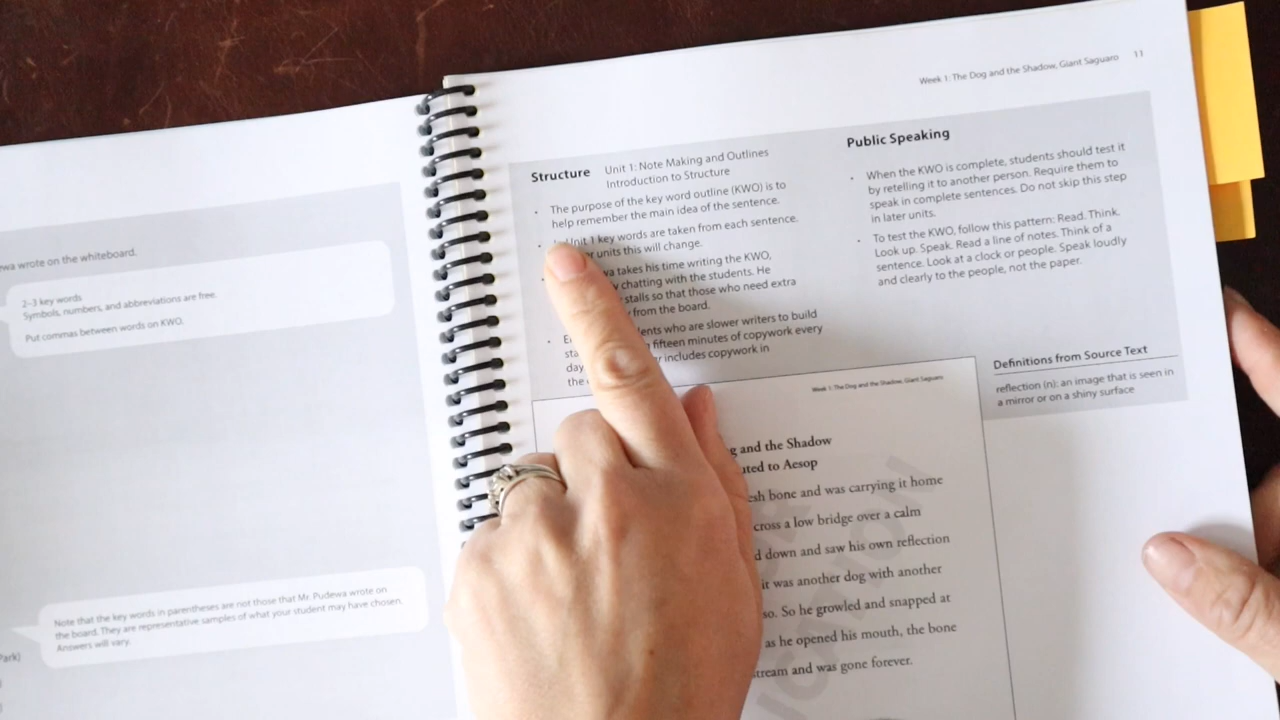 ewa wrote on the whiteboard.
2–3 key words
Symbols, numbers, and abbreviations are free.
Put commas between words on KWO.
Note that the key words in parentheses are not those that Mr. Pudewa wrote on
the board. They are representative samples of what your student may have chosen.
Answers will vary.
Park)
Week 1: The Dog and the Shadow, Giant Saguaro 11
Structure Unit 1: Note Making and Outlines
Introduction to Structure
• The purpose of the key word outline (KWO) is to
help remember the main idea of the sentence.
• Unit 1 key words are taken from each sentence.
units this will change.
takes his time writing the KWO,
chatting with the students. He
stalls so that those who need extra
from the board.
• dents who are slower writers to build
fifteen minutes of copywork every
day includes copywork in
the
Public Speaking
• When the KWO is complete, students should test it
by retelling it to another person. Require them to
speak in complete sentences. Do not skip this step
in later units.
• To test the KWO, follow this pattern: Read. Think.
Look up. Speak. Read a line of notes. Think of a
sentence. Look at a clock or people. Speak loudly
and clearly to the people, not the paper.
Definitions from Source Text
reflection (n): an image that is seen in
a mirror or on a shiny surface
Week 1: The Dog and the Shadow, Giant Saguaro
g and the Shadow
uted to Aesop
esh bone and was carrying it home
cross a low bridge over a calm
d down and saw his own reflection
it was another dog with another
so. So he growled and snapped at
as he opened his mouth, the bone
tream and was gone forever.